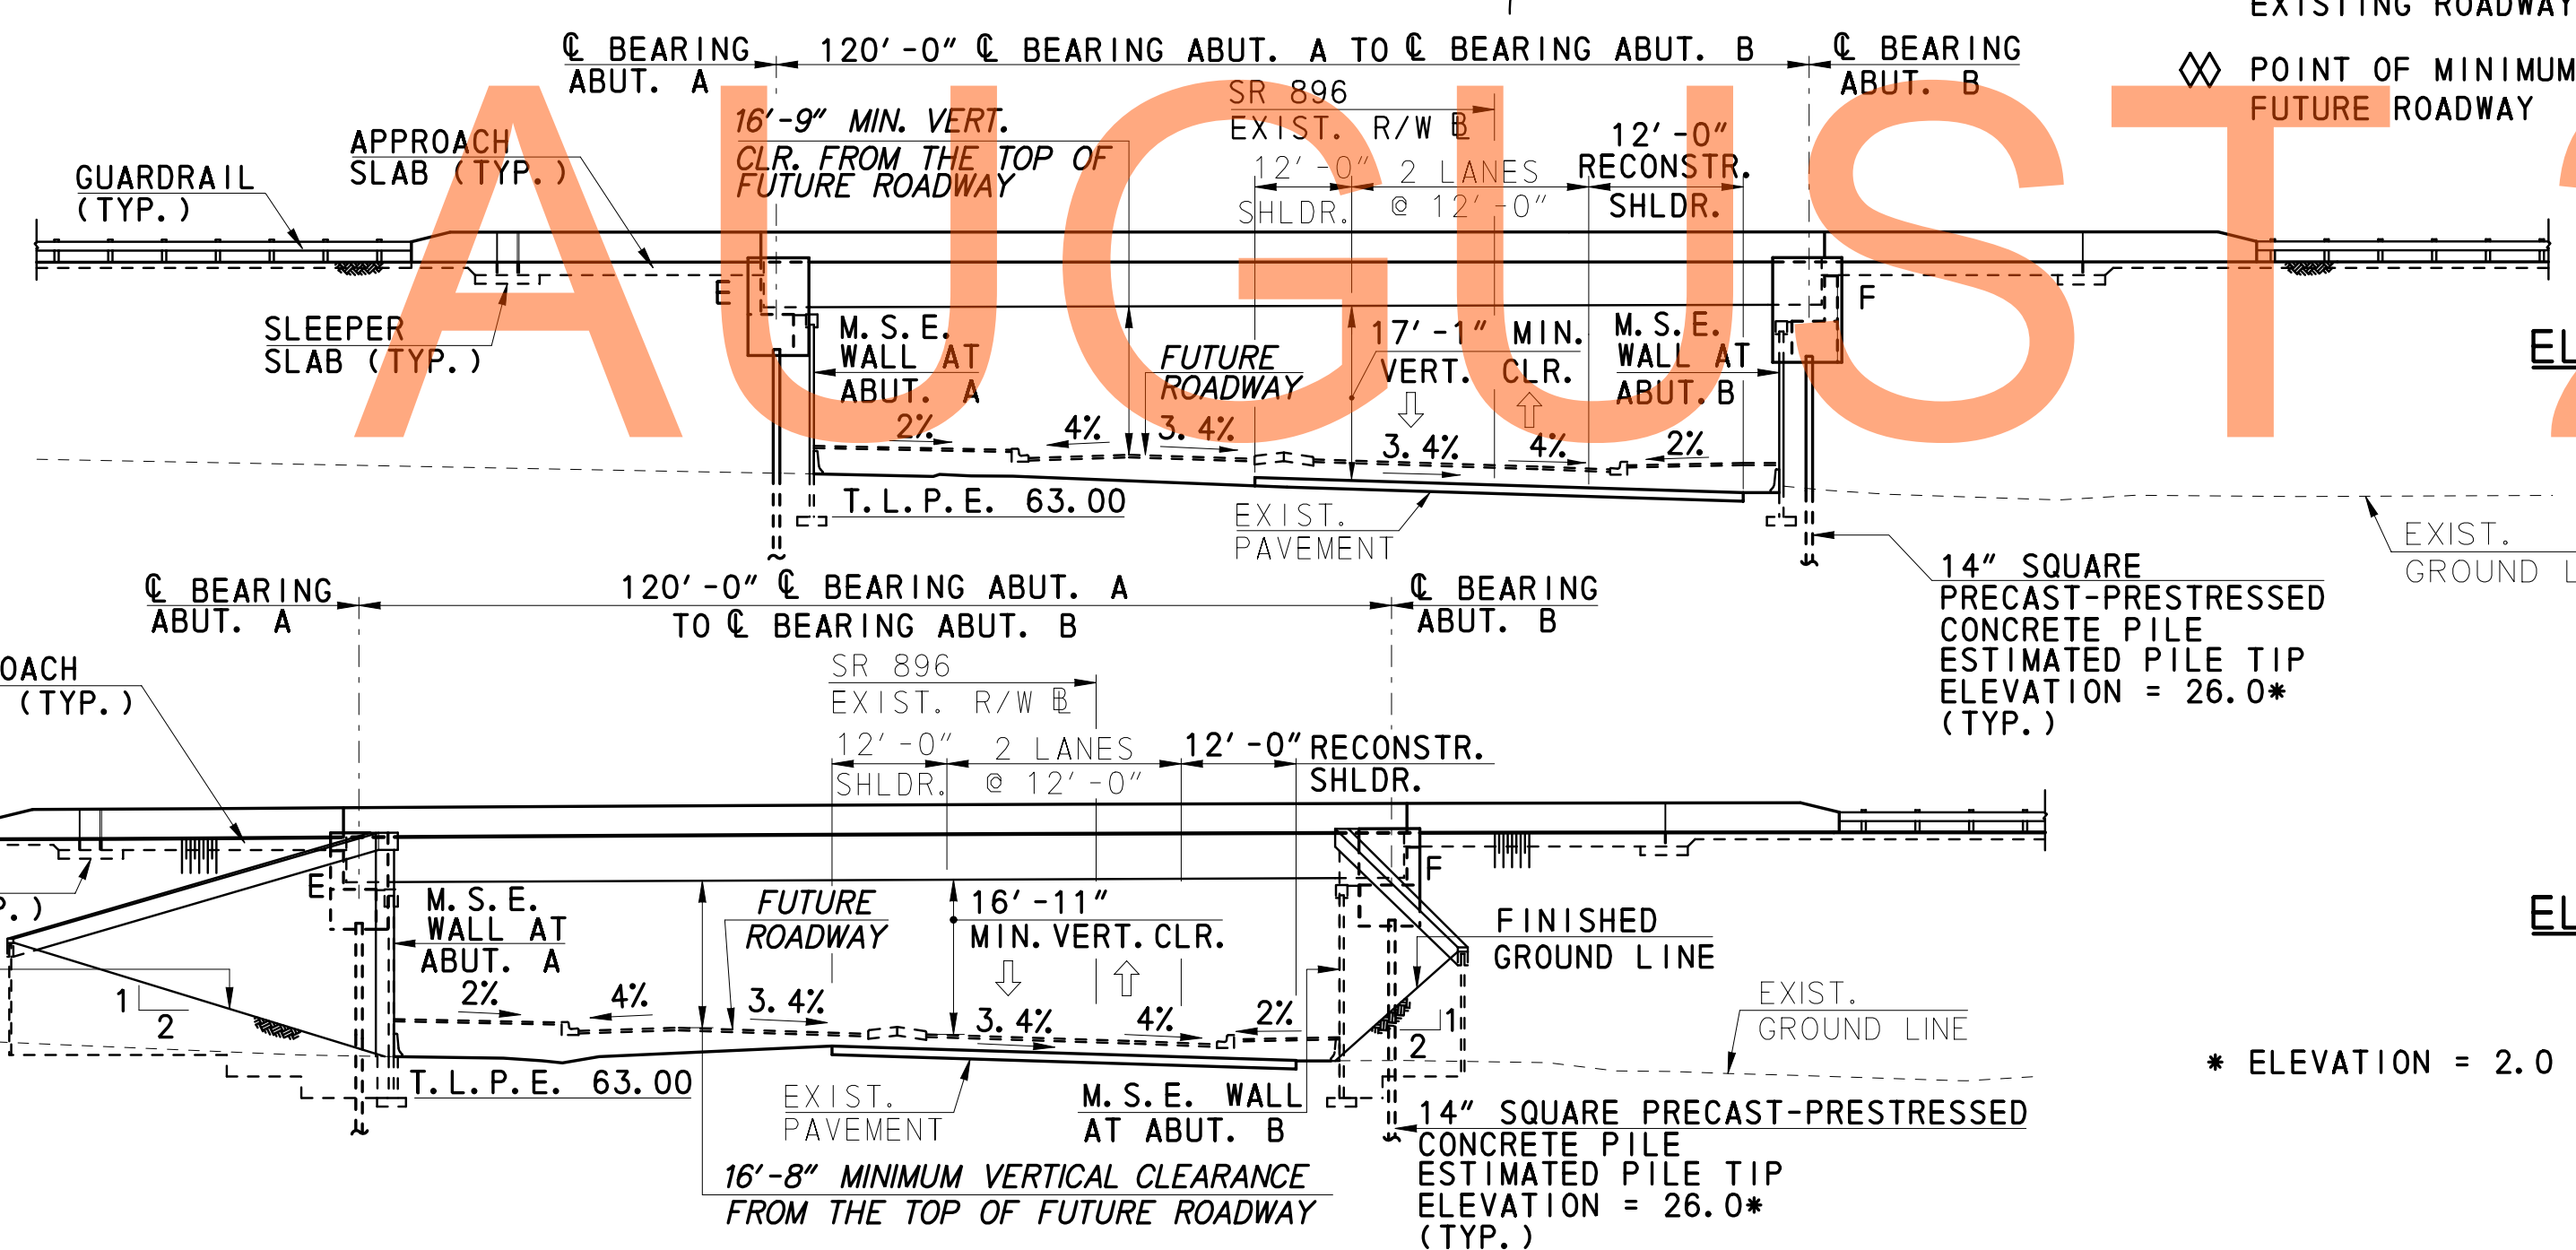 EXISTING ROADWAY
POINT OF MINIMUM
FUTURE ROADWAY
℄ BEARING
ABUT. A
120'-0" ℄ BEARING ABUT. A TO ℄ BEARING ABUT. B
℄ BEARING
ABUT. B
16'-9" MIN. VERT.
CLR. FROM THE TOP OF
FUTURE ROADWAY
SR 896
EXIST. R/W BL
12'-0"
SHLDR.
2 LANES
@ 12'-0"
12'-0"
RECONSTR.
SHLDR.
GUARDRAIL
(TYP.)
APPROACH
SLAB (TYP.)
SLEEPER
SLAB (TYP.)
E
F
M.S.E.
WALL AT
ABUT. A
FUTURE
ROADWAY
17'-1" MIN.
VERT. CLR.
M.S.E.
WALL AT
ABUT.B
2% 4% 3.4% 3.4% 4% 2%
T.L.P.E. 63.00
EXIST.
PAVEMENT
EXIST.
GROUND L
14" SQUARE
PRECAST-PRESTRESSED
CONCRETE PILE
ESTIMATED PILE TIP
ELEVATION = 26.0*
(TYP.)
AUGUST 2
EL
℄ BEARING
ABUT. A
120'-0" ℄ BEARING ABUT. A
TO ℄ BEARING ABUT. B
℄ BEARING
ABUT. B
SR 896
EXIST. R/W BL
12'-0"
SHLDR.
2 LANES
@ 12'-0"
12'-0" RECONSTR.
SHLDR.
OACH
(TYP.)
P.)
E
F
M.S.E.
WALL AT
ABUT. A
FUTURE
ROADWAY
16'-11"
MIN. VERT. CLR.
FINISHED
GROUND LINE
1
2
2% 4% 3.4% 3.4% 4% 2%
1
2
EXIST.
GROUND LINE
T.L.P.E. 63.00
EXIST.
PAVEMENT
M.S.E. WALL
AT ABUT. B
14" SQUARE PRECAST-PRESTRESSED
CONCRETE PILE
ESTIMATED PILE TIP
ELEVATION = 26.0*
(TYP.)
16'-8" MINIMUM VERTICAL CLEARANCE
FROM THE TOP OF FUTURE ROADWAY
EL
* ELEVATION = 2.0